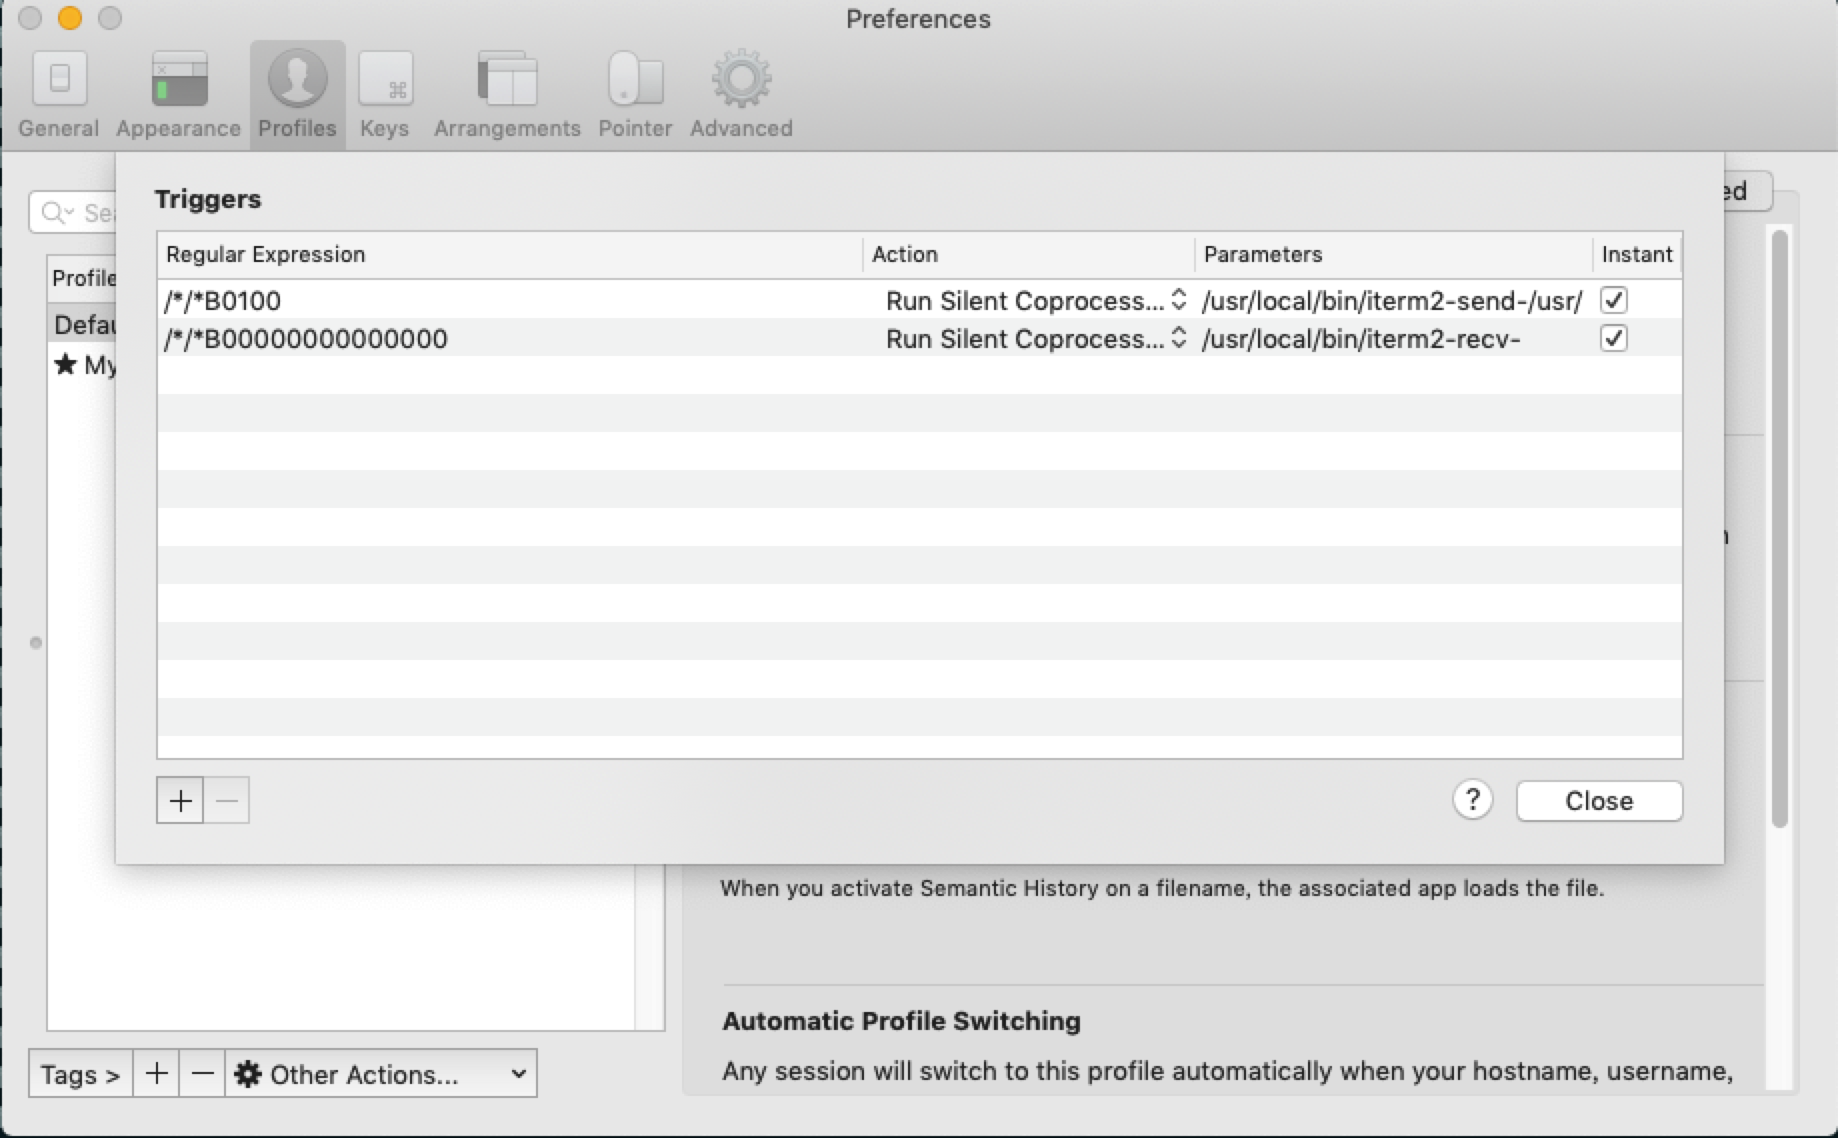 Preferences
General Appearance Profiles Keys Arrangements Pointer Advanced
Triggers
Regular Expression Action Parameters Instant
/*/*B0100 Run Silent Coprocess... /usr/local/bin/iterm2-send-/usr/
/*/*B00000000000000 Run Silent Coprocess... /usr/local/bin/iterm2-recv-
Profile
Defau
★ My
ed
+ −
? Close
When you activate Semantic History on a filename, the associated app loads the file.
Automatic Profile Switching
Any session will switch to this profile automatically when your hostname, username,
Tags > + − Other Actions...